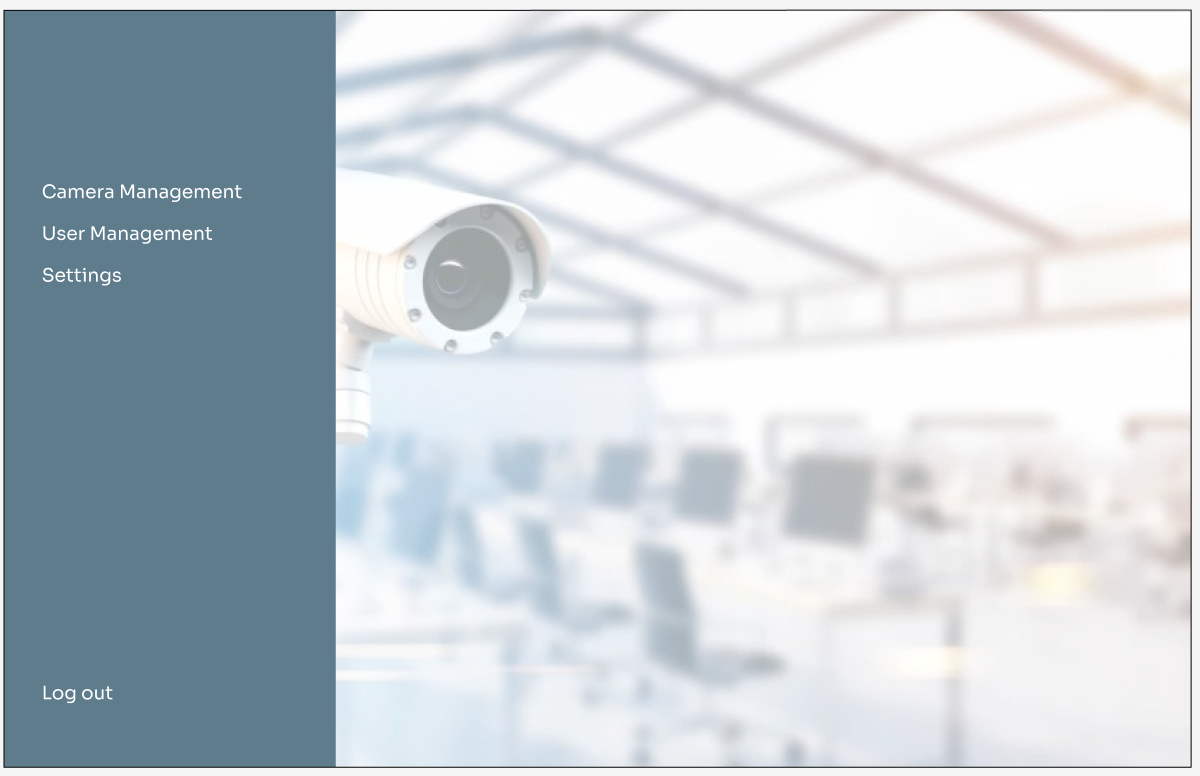 Camera Management
User Management
Settings
Log out